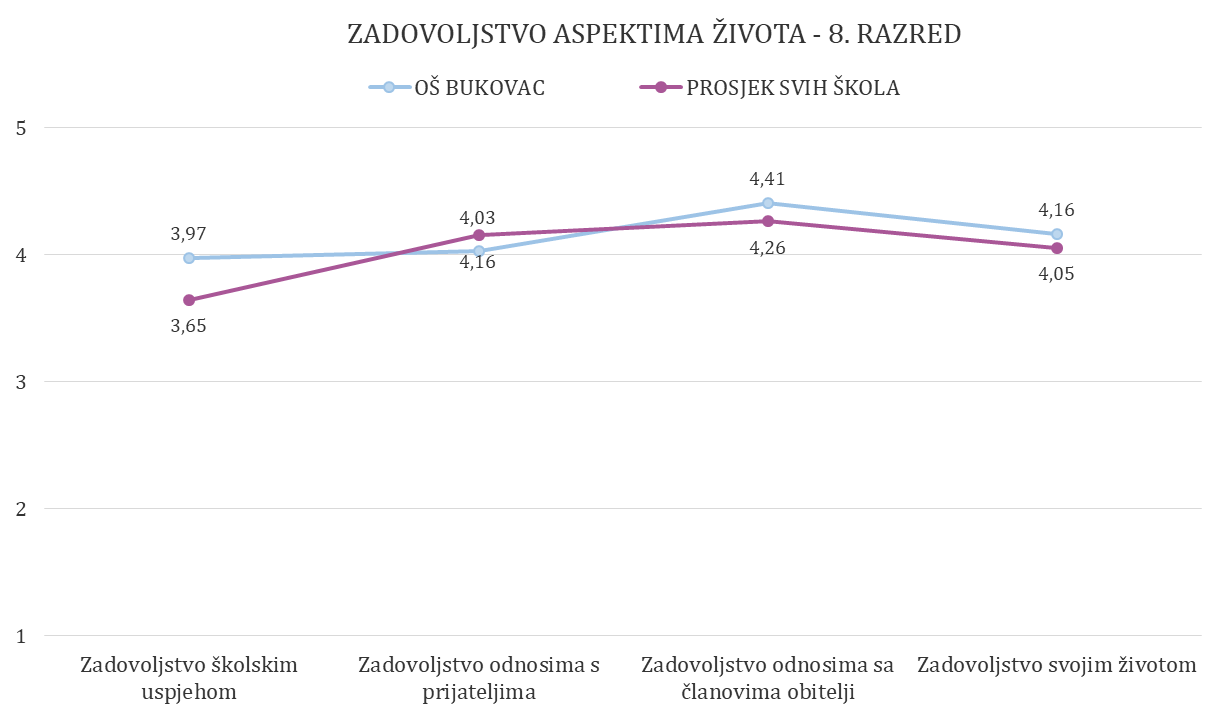 ZADOVOLJSTVO ASPEKTIMA ŽIVOTA - 8. RAZRED
OŠ BUKOVAC
PROSJEK SVIH ŠKOLA
5
4,41
4,03
4,16
3,97
4
4,16
4,26
4,05
3,65
3
2
1
Zadovoljstvo školskim
uspjehom
Zadovoljstvo odnosima s
prijateljima
Zadovoljstvo odnosima sa
članovima obitelji
Zadovoljstvo svojim životom